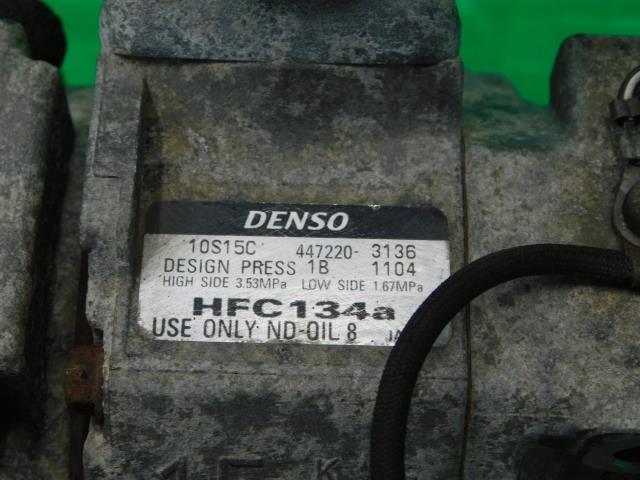 DENSO
10S15C 447220-3136
DESIGN PRESS 1B 1104
HIGH SIDE 3.53MPa LOW SIDE 1.67MPa
HFC134a
USE ONLY ND-OIL 8